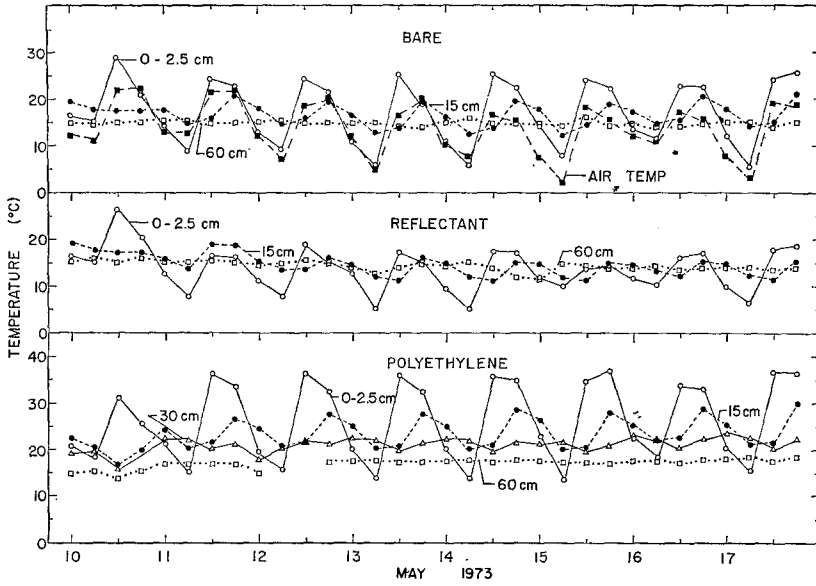 BARE
30
20
10
0
0 - 2.5 cm
15 cm
60 cm
AIR TEMP
REFLECTANT
20
10
0
0-2.5 cm
15 cm
60 cm
POLYETHYLENE
40
30
20
10
0
30 cm
0-2.5 cm
15 cm
60 cm
TEMPERATURE (°C)
10 11 12 13 14 15 16 17
MAY 1973